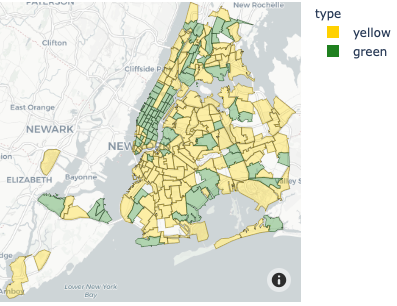 PATERSON
New Rochelle
type
yellow
green
Clifton
Cliffside
East Orange
NEWARK
NEW
ELIZABETH
Bayonne
Valley S
Lower New York
Bay
Amboy
i